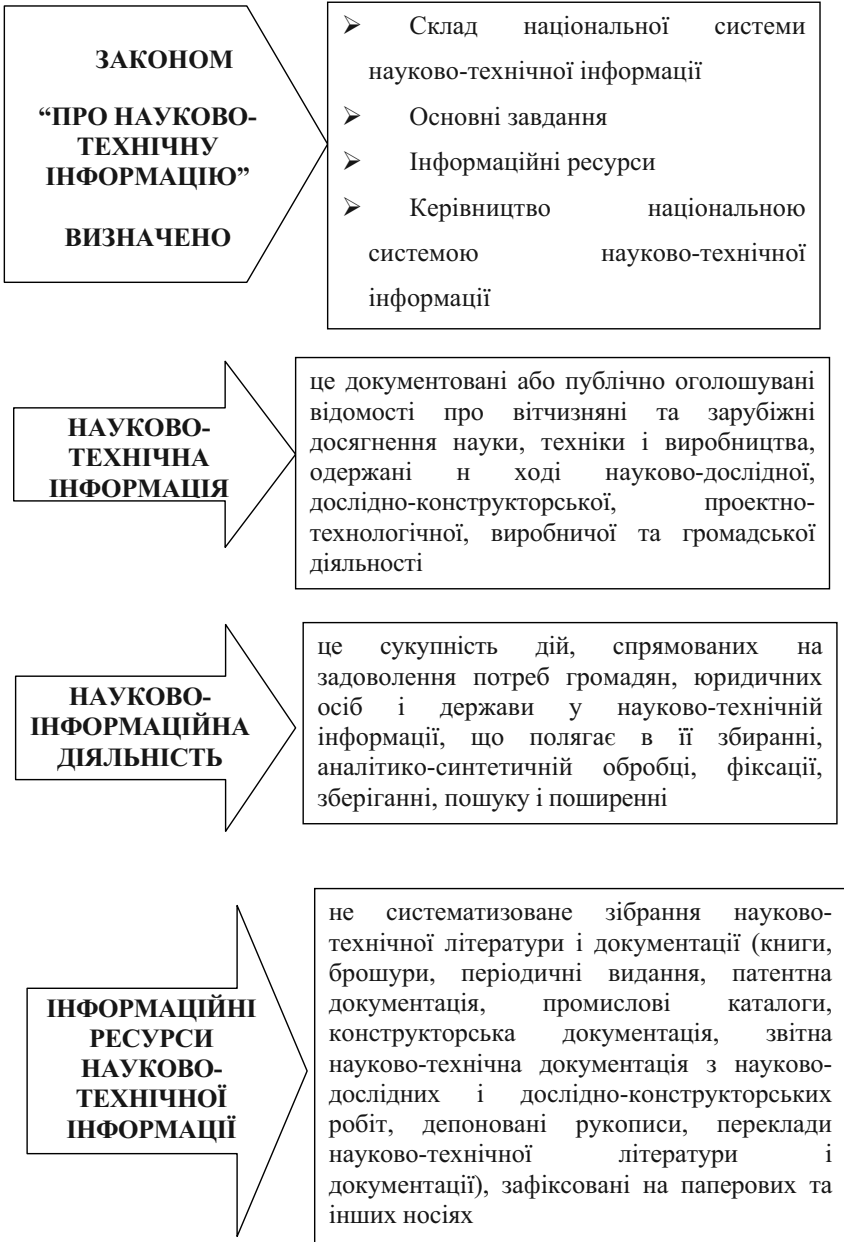 ЗАКОНОМ
“ПРО НАУКОВО-
ТЕХНІЧНУ
ІНФОРМАЦІЮ”
ВИЗНАЧЕНО
➢ Склад національної системи
науково-технічної інформації
➢ Основні завдання
➢ Інформаційні ресурси
➢ Керівництво національною
системою науково-технічної
інформації
НАУКОВО-
ТЕХНІЧНА
ІНФОРМАЦІЯ
це документовані або публічно оголошувані
відомості про вітчизняні та зарубіжні
досягнення науки, техніки і виробництва,
одержані н ході науково-дослідної,
дослідно-конструкторської, проектно-
технологічної, виробничої та громадської
діяльності
НАУКОВО-
ІНФОРМАЦІЙНА
ДІЯЛЬНІСТЬ
це сукупність дій, спрямованих на
задоволення потреб громадян, юридичних
осіб і держави у науково-технічній
інформації, що полягає в її збиранні,
аналітико-синтетичній обробці, фіксації,
зберіганні, пошуку і поширенні
ІНФОРМАЦІЙНІ
РЕСУРСИ
НАУКОВО-
ТЕХНІЧНОЇ
ІНФОРМАЦІЇ
не систематизоване зібрання науково-
технічної літератури і документації (книги,
брошури, періодичні видання, патентна
документація, промислові каталоги,
конструкторська документація, звітна
науково-технічна документація з науково-
дослідних і дослідно-конструкторських
робіт, депоновані рукописи, переклади
науково-технічної літератури і
документації), зафіксовані на паперових та
інших носіях